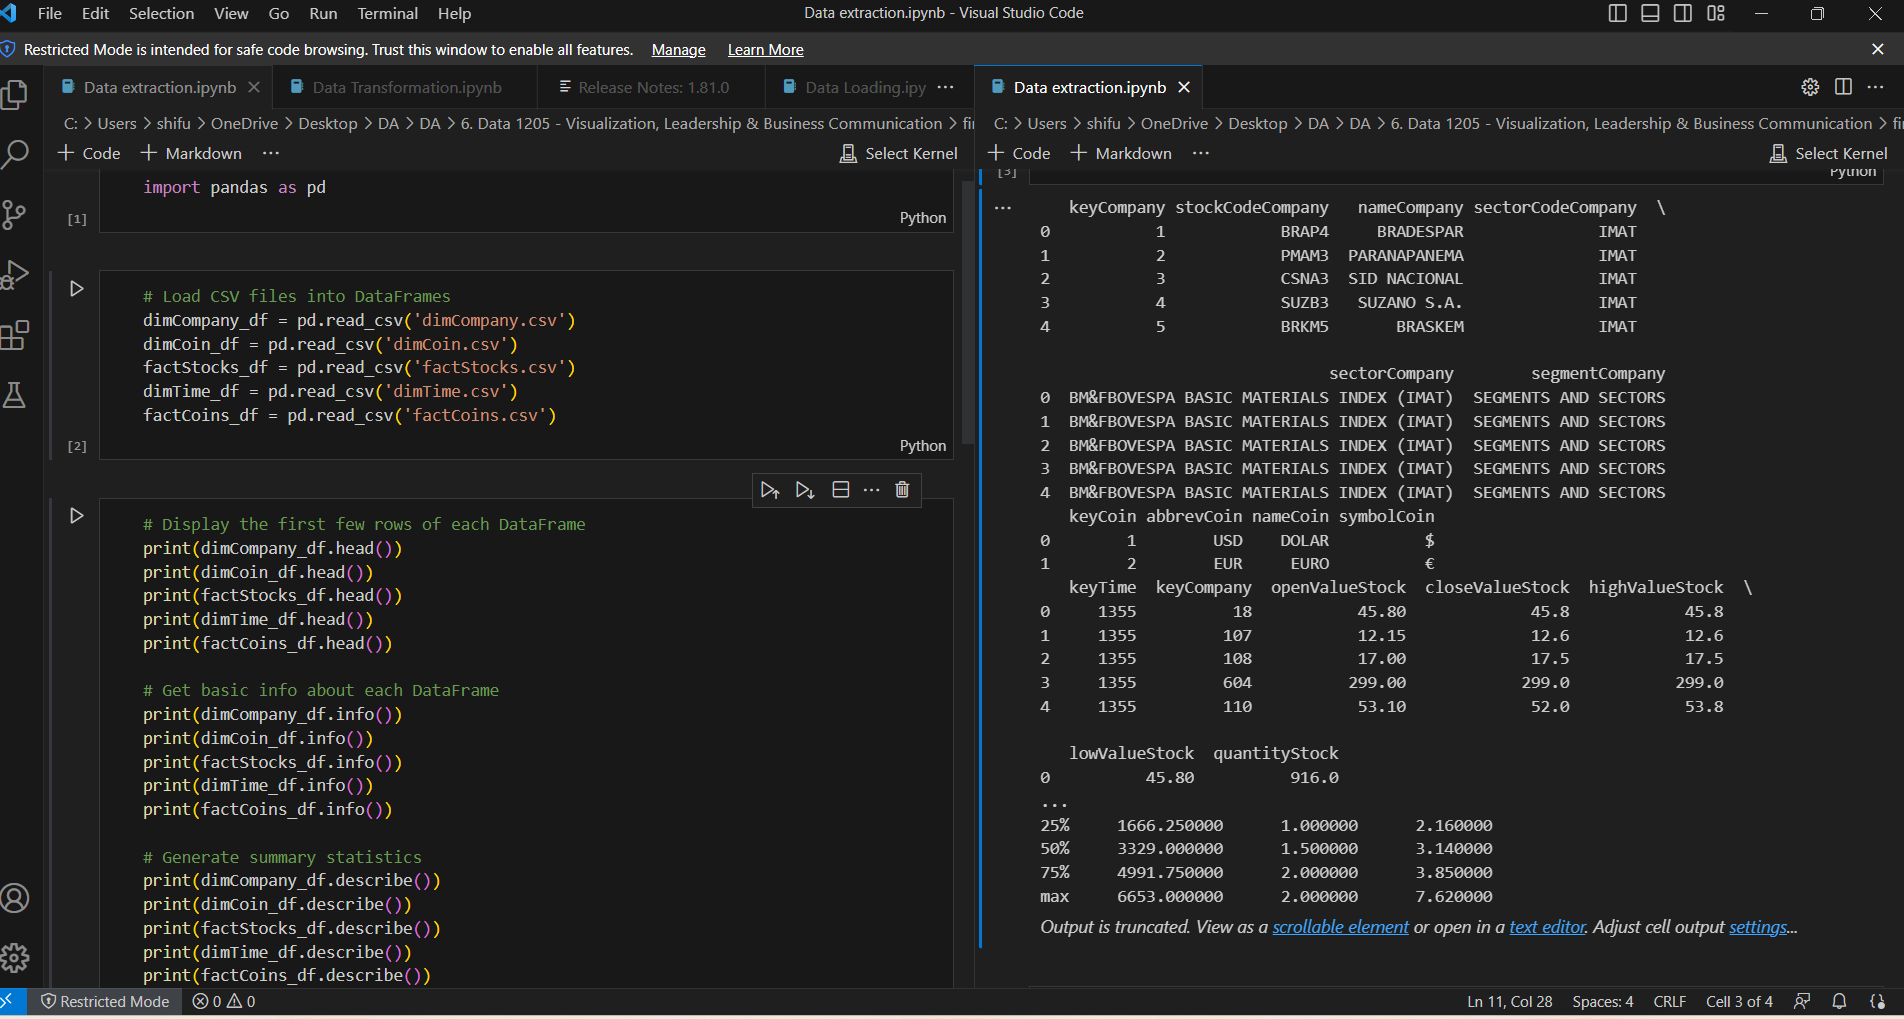 File Edit Selection View Go Run Terminal Help
Data extraction.ipynb - Visual Studio Code
Restricted Mode is intended for safe code browsing. Trust this window to enable all features. Manage Learn More
Data extraction.ipynb Data Transformation.ipynb Release Notes: 1.81.0 Data Loading.ipy ···
C: > Users > shifu > OneDrive > Desktop > DA > DA > 6. Data 1205 - Visualization, Leadership & Business Communication > fi
+ Code + Markdown ··· Select Kernel
import pandas as pd
[1] Python
# Load CSV files into DataFrames
dimCompany_df = pd.read_csv('dimCompany.csv')
dimCoin_df = pd.read_csv('dimCoin.csv')
factStocks_df = pd.read_csv('factStocks.csv')
dimTime_df = pd.read_csv('dimTime.csv')
factCoins_df = pd.read_csv('factCoins.csv')
[2] Python
# Display the first few rows of each DataFrame
print(dimCompany_df.head())
print(dimCoin_df.head())
print(factStocks_df.head())
print(dimTime_df.head())
print(factCoins_df.head())
# Get basic info about each DataFrame
print(dimCompany_df.info())
print(dimCoin_df.info())
print(factStocks_df.info())
print(dimTime_df.info())
print(factCoins_df.info())
# Generate summary statistics
print(dimCompany_df.describe())
print(dimCoin_df.describe())
print(factStocks_df.describe())
print(dimTime_df.describe())
print(factCoins_df.describe())
Data extraction.ipynb
C: > Users > shifu > OneDrive > Desktop > DA > DA > 6. Data 1205 - Visualization, Leadership & Business Communication > fi
+ Code + Markdown ··· Select Kernel
[3] Python
··· keyCompany stockCodeCompany nameCompany sectorCodeCompany \
0 1 BRAP4 BRADESPAR IMAT
1 2 PMAM3 PARANAPANEMA IMAT
2 3 CSNA3 SID NACIONAL IMAT
3 4 SUZB3 SUZANO S.A. IMAT
4 5 BRKM5 BRASKEM IMAT
sectorCompany segmentCompany
0 BM&FBOVESPA BASIC MATERIALS INDEX (IMAT) SEGMENTS AND SECTORS
1 BM&FBOVESPA BASIC MATERIALS INDEX (IMAT) SEGMENTS AND SECTORS
2 BM&FBOVESPA BASIC MATERIALS INDEX (IMAT) SEGMENTS AND SECTORS
3 BM&FBOVESPA BASIC MATERIALS INDEX (IMAT) SEGMENTS AND SECTORS
4 BM&FBOVESPA BASIC MATERIALS INDEX (IMAT) SEGMENTS AND SECTORS
keyCoin abbrevCoin nameCoin symbolCoin
0 1 USD DOLAR $
1 2 EUR EURO €
keyTime keyCompany openValueStock closeValueStock highValueStock \
0 1355 18 45.80 45.8 45.8
1 1355 107 12.15 12.6 12.6
2 1355 108 17.00 17.5 17.5
3 1355 604 299.00 299.0 299.0
4 1355 110 53.10 52.0 53.8
lowValueStock quantityStock
0 45.80 916.0
...
25% 1666.250000 1.000000 2.160000
50% 3329.000000 1.500000 3.140000
75% 4991.750000 2.000000 3.850000
max 6653.000000 2.000000 7.620000
Output is truncated. View as a scrollable element or open in a text editor. Adjust cell output settings...
Restricted Mode 0 0 Ln 11, Col 28 Spaces: 4 CRLF Cell 3 of 4